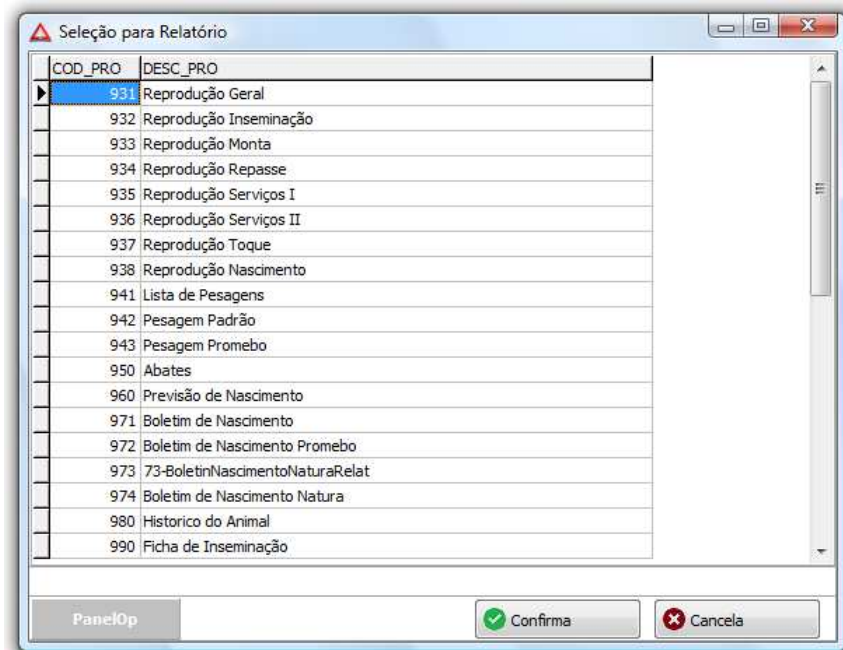 Seleção para Relatório
COD_PRO DESC_PRO
931 Reprodução Geral
932 Reprodução Inseminação
933 Reprodução Monta
934 Reprodução Repasse
935 Reprodução Serviços I
936 Reprodução Serviços II
937 Reprodução Toque
938 Reprodução Nascimento
941 Lista de Pesagens
942 Pesagem Padrão
943 Pesagem Promebo
950 Abates
960 Previsão de Nascimento
971 Boletim de Nascimento
972 Boletim de Nascimento Promebo
973 73-BoletinNascimentoNaturaRelat
974 Boletim de Nascimento Natura
980 Historico do Animal
990 Ficha de Inseminação
PanelOp Confirma Cancela